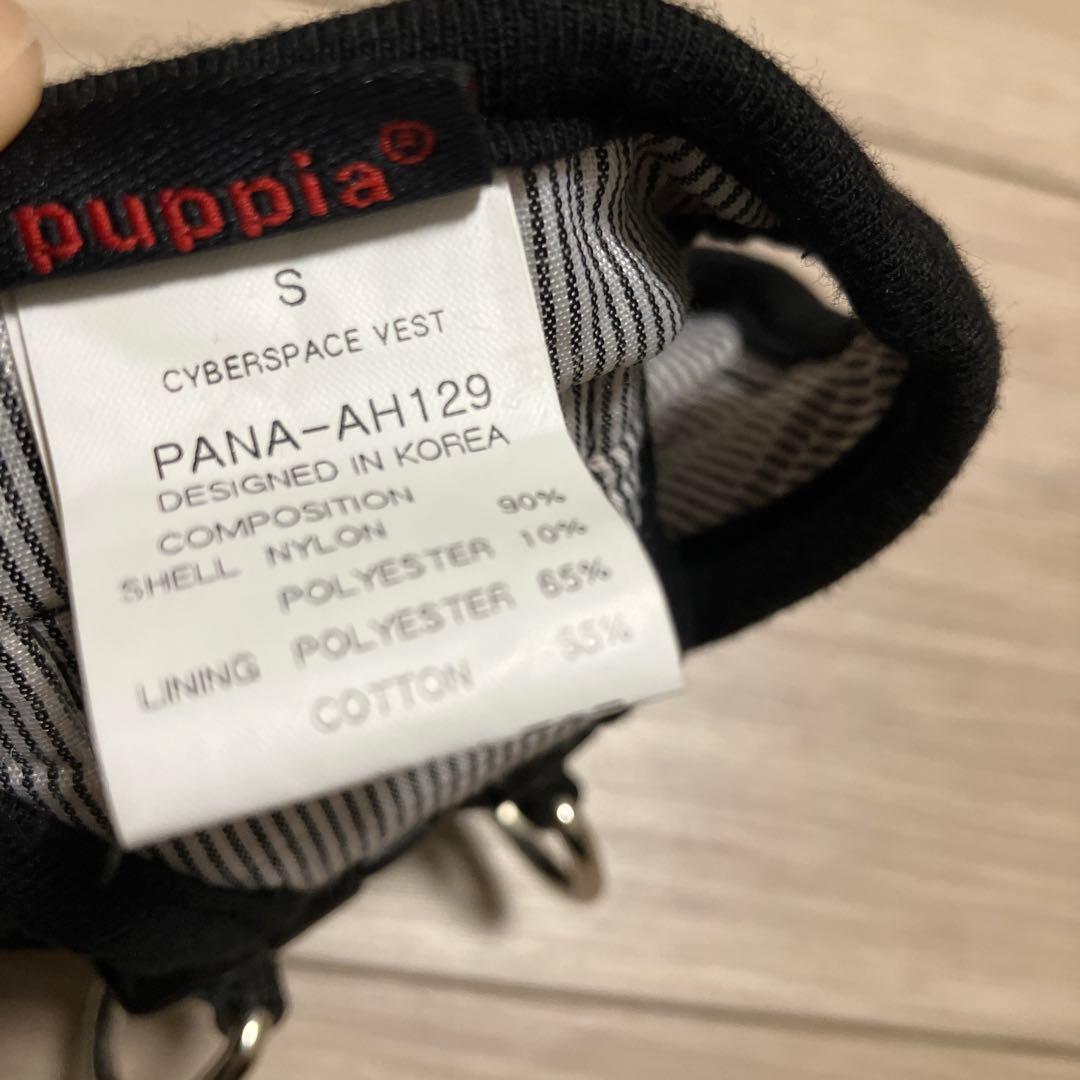 puppia®
S
CYBERSPACE VEST
PANA-AH129
DESIGNED IN KOREA
COMPOSITION
SHELL NYLON 90%
POLYESTER 10%
LINING POLYESTER 65%
COTTON 35%